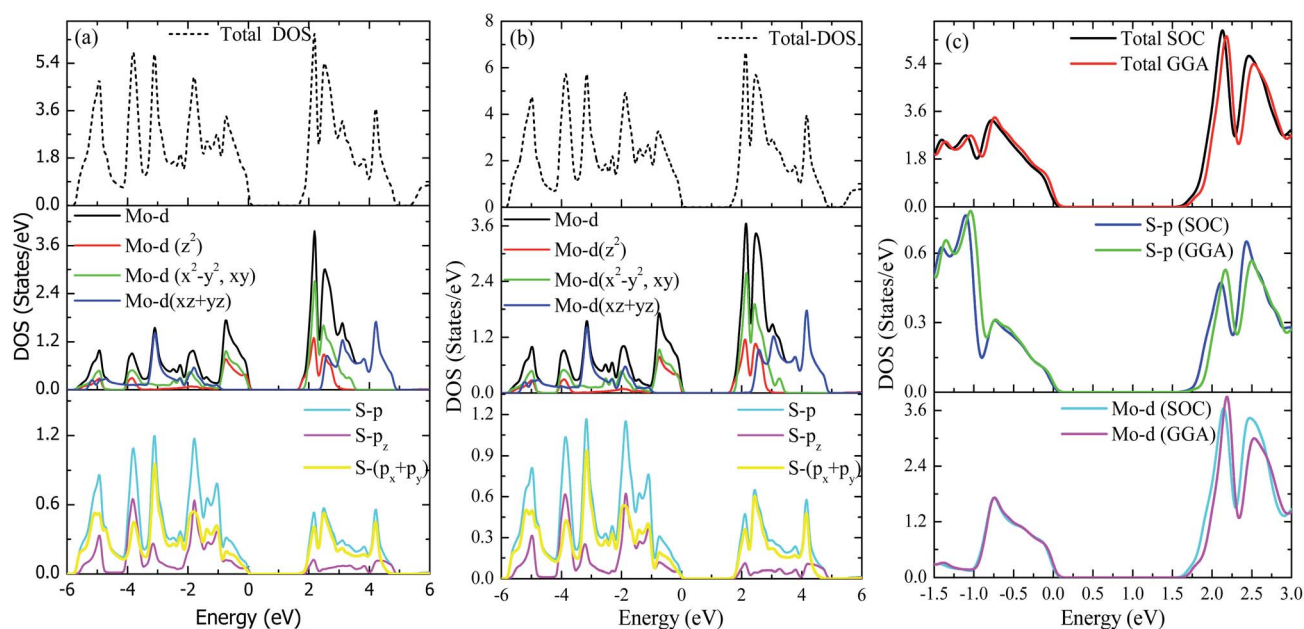 (a)
Total DOS
5.4
3.6
1.8
0.0
Mo-d
Mo-d (z²)
Mo-d (x²-y², xy)
Mo-d(xz+yz)
3.6
2.4
1.2
0.0
S-p
S-p_z
S-(p_x+p_y)
1.2
0.6
0.0
DOS (States/eV)
-6 -4 -2 0 2 4 6
Energy (eV)
(b)
Total-DOS
8
6
4
2
0
Mo-d
Mo-d(z²)
Mo-d(x²-y², xy)
Mo-d(xz+yz)
3.6
2.4
1.2
0.0
S-p
S-p_z
S-(p_x+p_y)
1.2
0.9
0.6
0.3
0.0
DOS (States/eV)
-6 -4 -2 0 2 4 6
Energy (eV)
(c)
Total SOC
Total GGA
5.4
3.6
1.8
0.0
S-p (SOC)
S-p (GGA)
0.6
0.3
0.0
Mo-d (SOC)
Mo-d (GGA)
3.6
2.4
1.2
0.0
DOS (States/eV)
-1.5 -1.0 -0.5 0.0 0.5 1.0 1.5 2.0 2.5 3.0
Energy (eV)